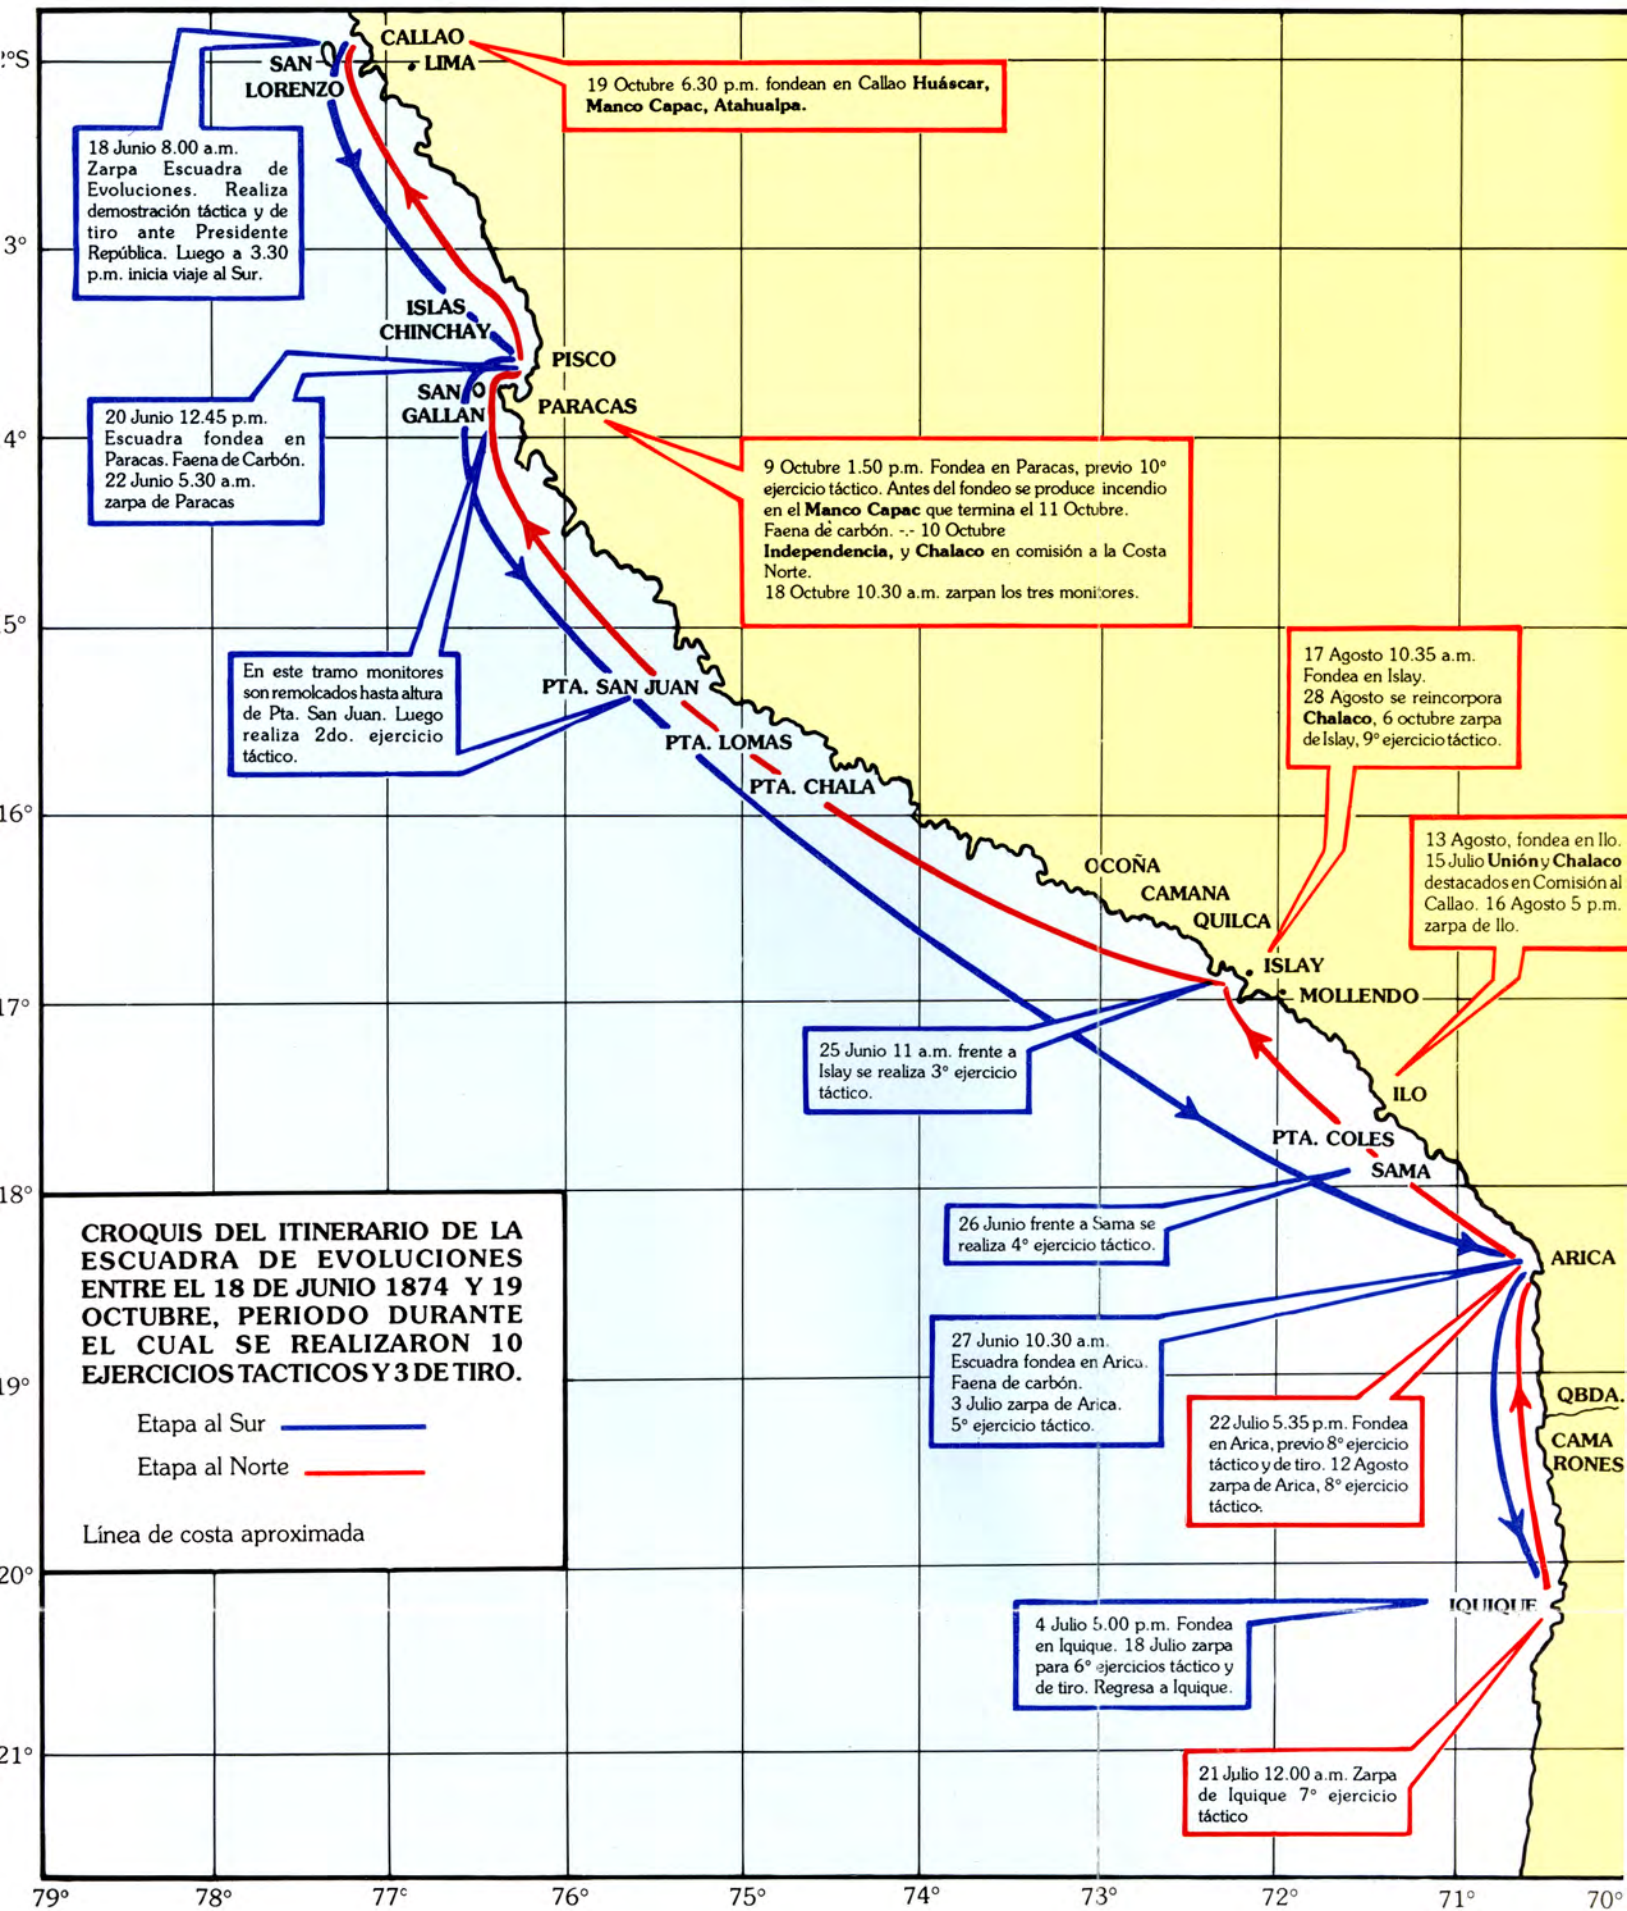 CALLAO
LIMA
SAN
LORENZO
19 Octubre 6.30 p.m. fondean en Callao Huáscar,
Manco Capac, Atahualpa.
18 Junio 8.00 a.m.
Zarpa Escuadra de
Evoluciones. Realiza
demostración táctica y de
tiro ante Presidente
República. Luego a 3.30
p.m. inicia viaje al Sur.
ISLAS
CHINCHAY
PISCO
SAN
GALLAN
PARACAS
20 Junio 12.45 p.m.
Escuadra fondea en
Paracas. Faena de Carbón.
22 Junio 5.30 a.m.
zarpa de Paracas
9 Octubre 1.50 p.m. Fondea en Paracas, previo 10°
ejercicio táctico. Antes del fondeo se produce incendio
en el Manco Capac que termina el 11 Octubre.
Faena de carbón. -.- 10 Octubre
Independencia, y Chalaco en comisión a la Costa
Norte.
18 Octubre 10.30 a.m. zarpan los tres monitores.
En este tramo monitores
son remolcados hasta altura
de Pta. San Juan. Luego
realiza 2do. ejercicio
táctico.
PTA. SAN JUAN
PTA. LOMAS
PTA. CHALA
17 Agosto 10.35 a.m.
Fondea en Islay.
28 Agosto se reincorpora
Chalaco, 6 octubre zarpa
de Islay, 9° ejercicio táctico.
13 Agosto, fondea en Ilo.
15 Julio Unión y Chalaco
destacados en Comisión al
Callao. 16 Agosto 5 p.m.
zarpa de Ilo.
OCOÑA
CAMANA
QUILCA
ISLAY
MOLLENDO
25 Junio 11 a.m. frente a
Islay se realiza 3° ejercicio
táctico.
ILO
PTA. COLES
SAMA
26 Junio frente a Sama se
realiza 4° ejercicio táctico.
ARICA
27 Junio 10.30 a.m.
Escuadra fondea en Arica.
Faena de carbón.
3 Julio zarpa de Arica.
5° ejercicio táctico.
22 Julio 5.35 p.m. Fondea
en Arica, previo 8° ejercicio
táctico y de tiro. 12 Agosto
zarpa de Arica, 8° ejercicio
táctico.
QBDA.
CAMA
RONES
IQUIQUE
4 Julio 5.00 p.m. Fondea
en Iquique. 18 Julio zarpa
para 6° ejercicios táctico y
de tiro. Regresa a Iquique.
21 Julio 12.00 a.m. Zarpa
de Iquique 7° ejercicio
táctico
CROQUIS DEL ITINERARIO DE LA
ESCUADRA DE EVOLUCIONES
ENTRE EL 18 DE JUNIO 1874 Y 19
OCTUBRE, PERIODO DURANTE
EL CUAL SE REALIZARON 10
EJERCICIOS TACTICOS Y 3 DE TIRO.
Etapa al Sur
Etapa al Norte
Línea de costa aproximada
2°S
3°
4°
5°
16°
17°
18°
19°
20°
21°
79° 78° 77° 76° 75° 74° 73° 72° 71° 70°